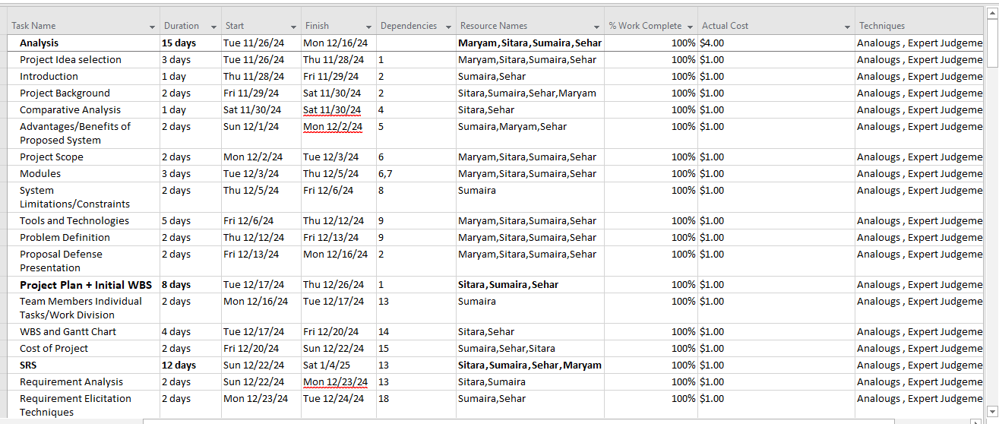 Task Name Duration Start Finish Dependencies Resource Names % Work Complete Actual Cost Techniques
Analysis 15 days Tue 11/26/24 Mon 12/16/24 Maryam,Sitara,Sumaira,Sehar 100% $4.00 Analougs , Expert Judgeme
Project Idea selection 3 days Tue 11/26/24 Thu 11/28/24 1 Maryam,Sitara,Sumaira,Sehar 100% $1.00 Analougs , Expert Judgeme
Introduction 1 day Thu 11/28/24 Fri 11/29/24 2 Sumaira,Sehar 100% $1.00 Analougs , Expert Judgeme
Project Background 2 days Fri 11/29/24 Sat 11/30/24 2 Sitara,Sumaira,Sehar,Maryam 100% $1.00 Analougs , Expert Judgeme
Comparative Analysis 1 day Sat 11/30/24 Sat 11/30/24 4 Sitara,Sehar 100% $1.00 Analougs , Expert Judgeme
Advantages/Benefits of 2 days Sun 12/1/24 Mon 12/2/24 5 Sumaira,Maryam,Sehar 100% $1.00 Analougs , Expert Judgeme
Proposed System
Project Scope 2 days Mon 12/2/24 Tue 12/3/24 6 Maryam,Sitara,Sumaira,Sehar 100% $1.00 Analougs , Expert Judgeme
Modules 3 days Tue 12/3/24 Thu 12/5/24 6,7 Maryam,Sitara,Sumaira,Sehar 100% $1.00 Analougs , Expert Judgeme
System 2 days Thu 12/5/24 Fri 12/6/24 8 Sumaira 100% $1.00 Analougs , Expert Judgeme
Limitations/Constraints
Tools and Technologies 5 days Fri 12/6/24 Thu 12/12/24 9 Maryam,Sitara,Sumaira,Sehar 100% $1.00 Analougs , Expert Judgeme
Problem Definition 2 days Thu 12/12/24 Fri 12/13/24 9 Maryam,Sitara,Sumaira,Sehar 100% $1.00 Analougs , Expert Judgeme
Proposal Defense 2 days Fri 12/13/24 Mon 12/16/24 2 Maryam,Sitara,Sumaira,Sehar 100% $1.00 Analougs , Expert Judgeme
Presentation
Project Plan + Initial WBS 8 days Tue 12/17/24 Thu 12/26/24 1 Sitara,Sumaira,Sehar 100% $1.00 Analougs , Expert Judgeme
Team Members Individual 2 days Mon 12/16/24 Tue 12/17/24 13 Sumaira 100% $1.00 Analougs , Expert Judgeme
Tasks/Work Division
WBS and Gantt Chart 4 days Tue 12/17/24 Fri 12/20/24 14 Sitara,Sehar 100% $1.00 Analougs , Expert Judgeme
Cost of Project 2 days Fri 12/20/24 Sun 12/22/24 15 Sumaira,Sehar,Sitara 100% $1.00 Analougs , Expert Judgeme
SRS 12 days Sun 12/22/24 Sat 1/4/25 13 Sitara,Sumaira,Sehar,Maryam 100% $1.00 Analougs , Expert Judgeme
Requirement Analysis 2 days Sun 12/22/24 Mon 12/23/24 13 Sitara,Sumaira 100% $1.00 Analougs , Expert Judgeme
Requirement Elicitation 2 days Mon 12/23/24 Tue 12/24/24 18 Sumaira,Sehar 100% $1.00 Analougs , Expert Judgeme
Techniques